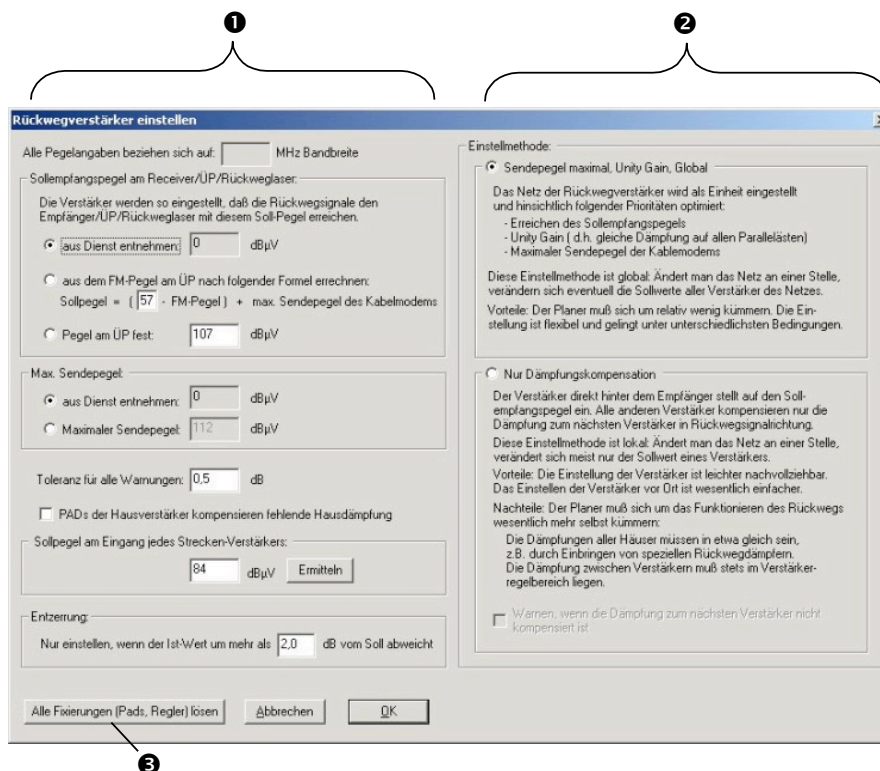 ❶
❷
Rückwegverstärker einstellen
Alle Pegelangaben beziehen sich auf: MHz Bandbreite
Sollempfangspegel am Receiver/ÜP/Rückweglaser:
Die Verstärker werden so eingestellt, daß die Rückwegsignale den
Empfänger/ÜP/Rückweglaser mit diesem Soll-Pegel erreichen.
aus Dienst entnehmen: 0 dBµV
aus dem FM-Pegel am ÜP nach folgender Formel errechnen:
Sollpegel = ( 57 - FM-Pegel ) + max. Sendepegel des Kabelmodems
Pegel am ÜP fest: 107 dBµV
Max. Sendepegel:
aus Dienst entnehmen: 0 dBµV
Maximaler Sendepegel: 112 dBµV
Toleranz für alle Warnungen: 0,5 dB
PADs der Hausverstärker kompensieren fehlende Hausdämpfung
Sollpegel am Eingang jedes Strecken-Verstärkers:
84 dBµV Ermitteln
Entzerrung:
Nur einstellen, wenn der Ist-Wert um mehr als 2,0 dB vom Soll abweicht
Alle Fixierungen (Pads, Regler) lösen Abbrechen OK
Einstellmethode:
Sendepegel maximal, Unity Gain, Global
Das Netz der Rückwegverstärker wird als Einheit eingestellt
und hinsichtlich folgender Prioritäten optimiert:
- Erreichen des Sollempfangspegels
- Unity Gain ( d.h. gleiche Dämpfung auf allen Parallelästen)
- Maximaler Sendepegel der Kablemodems
Diese Einstellmethode ist global: Ändert man das Netz an einer Stelle,
verändern sich eventuell die Sollwerte aller Verstärker des Netzes.
Vorteile: Der Planer muß sich um relativ wenig kümmern. Die Ein-
stellung ist flexibel und gelingt unter unterschiedlichsten Bedingungen.
Nur Dämpfungskompensation
Der Verstärker direkt hinter dem Empfänger stellt auf den Soll-
empfangspegel ein. Alle anderen Verstärker kompensieren nur die
Dämpfung zum nächsten Verstärker in Rückwegsignalrichtung.
Diese Einstellmethode ist lokal: Ändert man das Netz an einer Stelle,
verändert sich meist nur der Sollwert eines Verstärkers.
Vorteile: Die Einstellung der Verstärker ist leichter nachvollziehbar.
Das Einstellen der Verstärker vor Ort ist wesentlich einfacher.
Nachteile: Der Planer muß sich um das Funktionieren des Rückwegs
wesentlich mehr selbst kümmern:
Die Dämpfungen aller Häuser müssen in etwa gleich sein,
z.B. durch Einbringen von speziellen Rückwegdämpfern.
Die Dämpfung zwischen Verstärkern muß stets im Verstärker-
regelbereich liegen.
Warnen, wenn die Dämpfung zum nächsten Verstärker nicht
kompensiert ist
❸